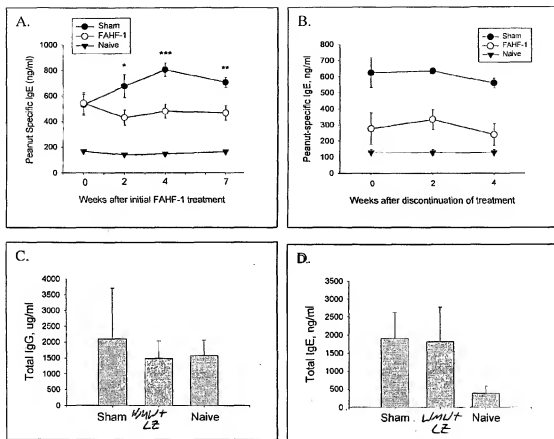 A.
Sham
FAHF-1
Naive
Peanut Specific IgE (ng/ml)
1000
800
600
400
200
0
*
***
**
0 2 4 7
Weeks after initial FAHF-1 treatment
B.
Sham
FAHF-1
Naive
Peanut-specific IgE, (ng/ml)
700
600
500
400
300
200
100
0
0 2 4
Weeks after discontinuation of treatment
C.
Total IgG, ug/ml
4000
3500
3000
2500
2000
1500
1000
500
0
Sham WMW+ Naive
LZ
D.
Total IgE, ng/ml
3500
3000
2500
2000
1500
1000
500
0
Sham WMW+ Naive
LZ